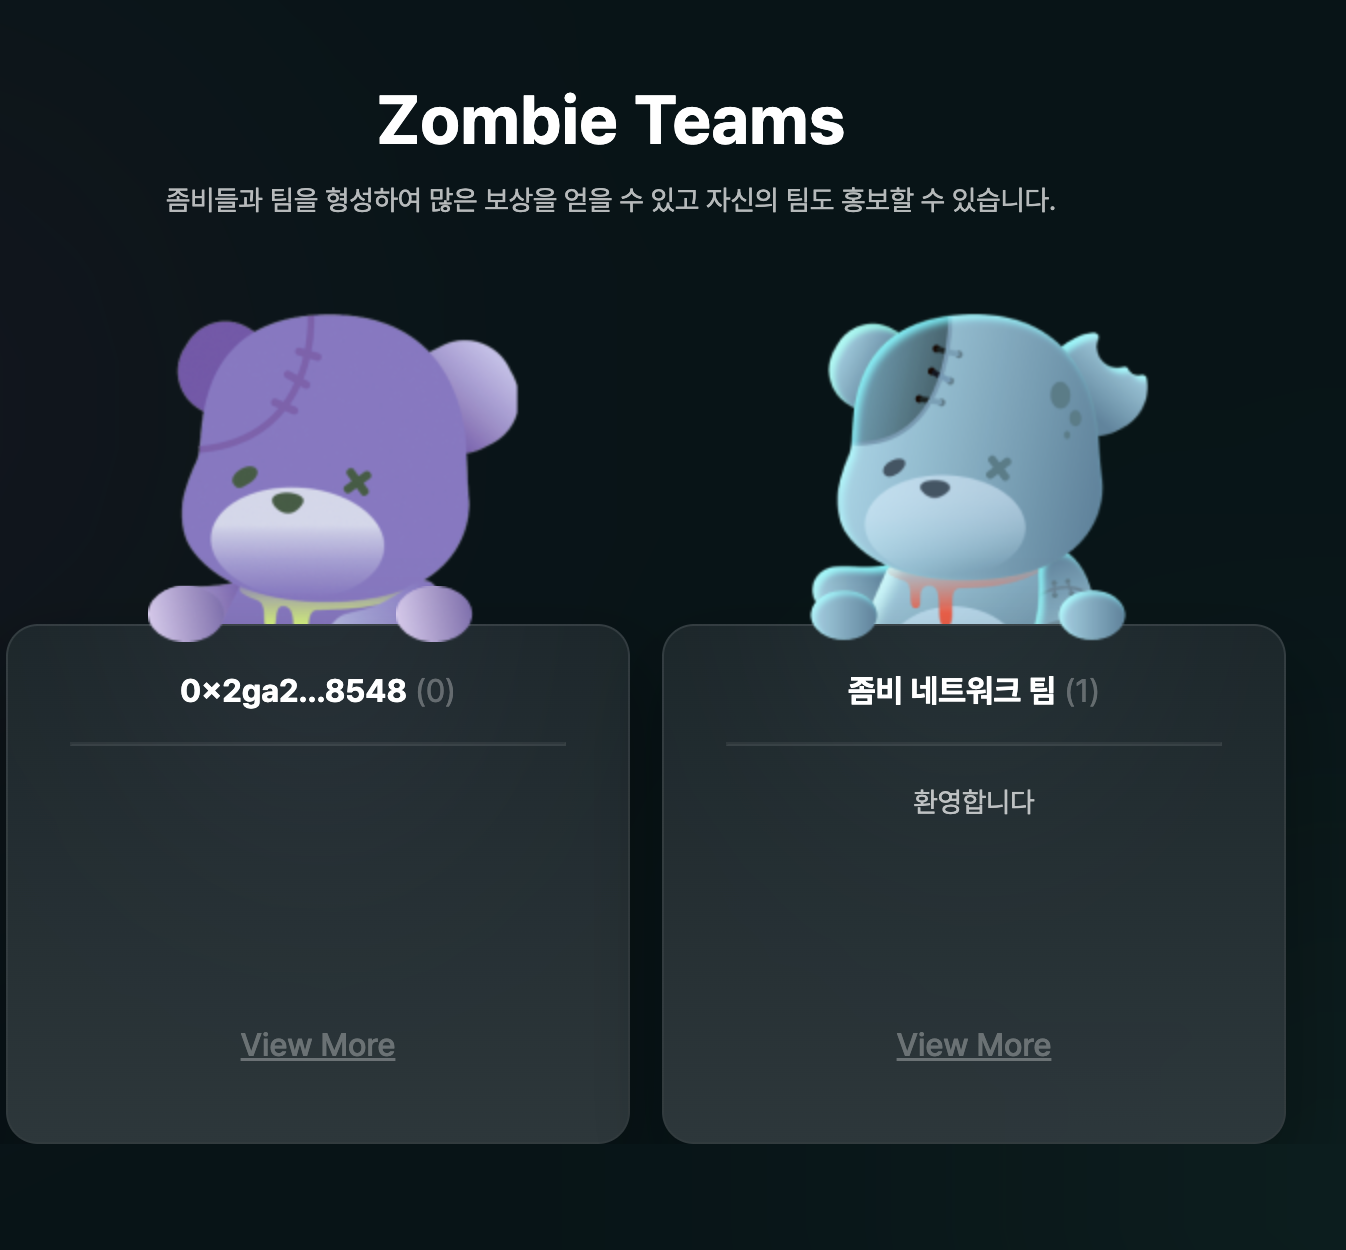 Zombie Teams
좀비들과 팀을 형성하여 많은 보상을 얻을 수 있고 자신의 팀도 홍보할 수 있습니다.
0×2ga2...8548 (0)
View More
좀비 네트워크 팀 (1)
환영합니다
View More